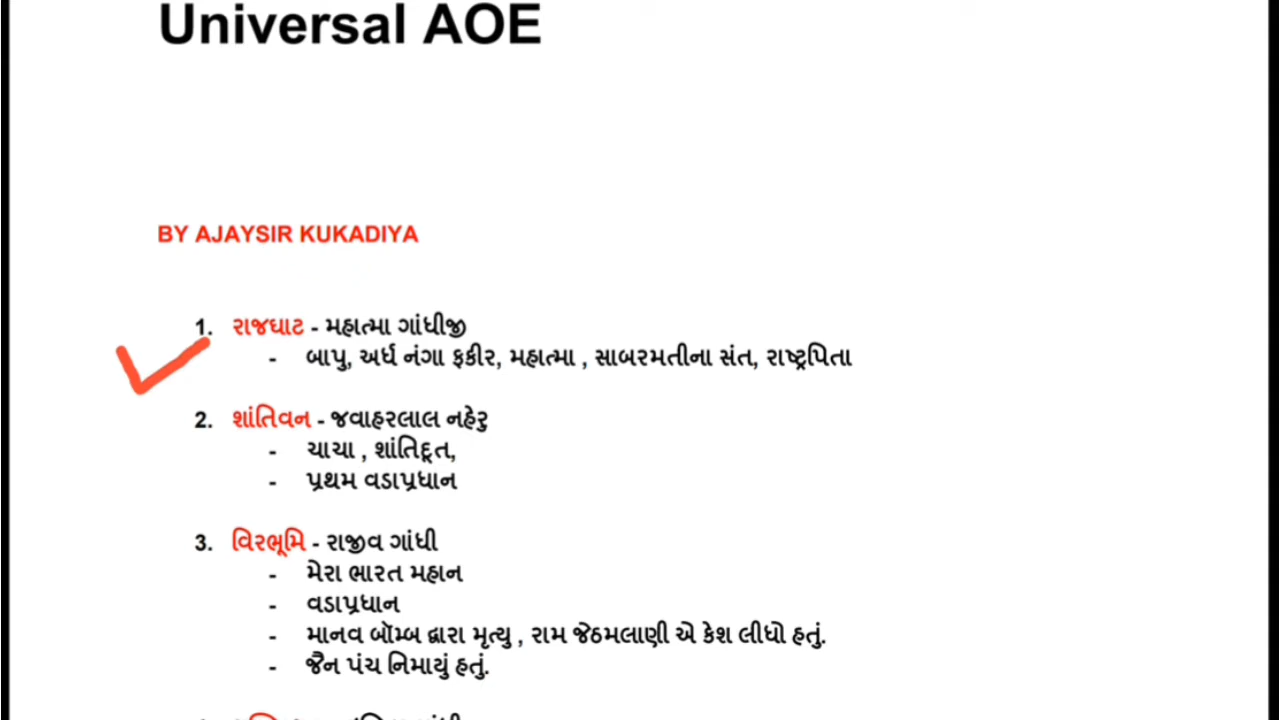 Universal AOE
BY AJAYSIR KUKADIYA
1. રાજઘાટ - મહાત્મા ગાંધીજી
- બાપુ, અર્ધ નંગા ફકીર, મહાત્મા , સાબરમતીના સંત, રાષ્ટ્રપિતા
2. શાંતિવન - જવાહરલાલ નહેરુ
- ચાચા , શાંતિદૂત,
- પ્રથમ વડાપ્રધાન
3. વિરભૂમિ - રાજીવ ગાંધી
- મેરા ભારત મહાન
- વડાપ્રધાન
- માનવ બૉમ્બ દ્વારા મૃત્યુ , રામ જેઠમલાણી એ કેશ લીધો હતું.
- જૈન પંચ નિમાયું હતું.